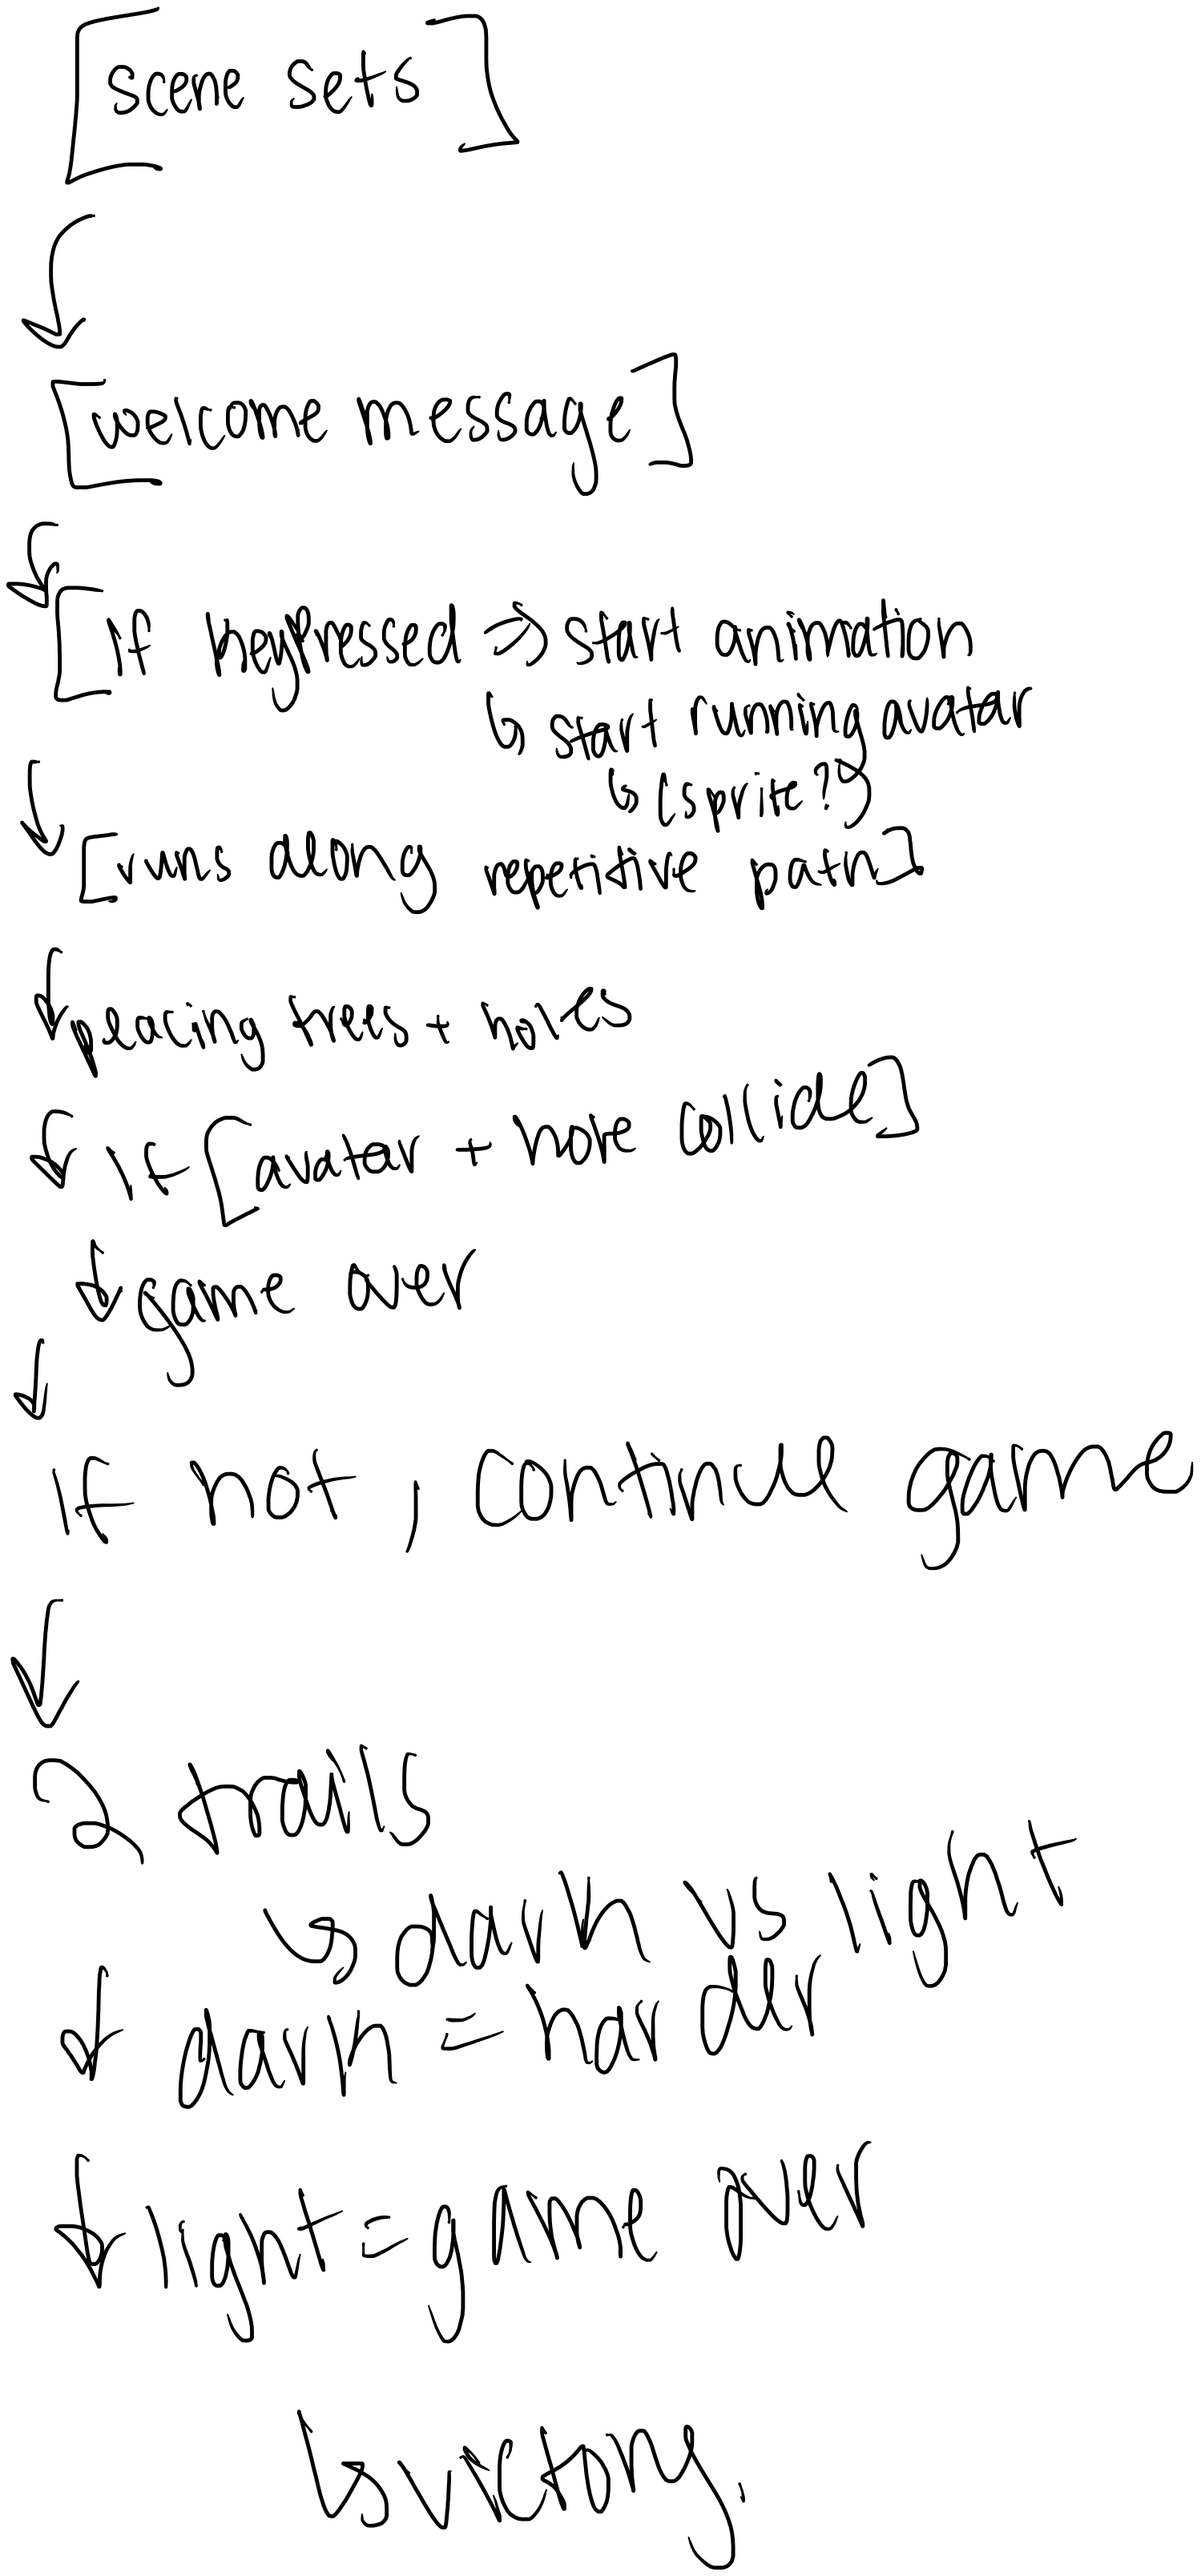 [scene sets]
[welcome message]
[If keyPressed => start animation
↳ start running avatar
↳ (sprite?)
[runs along repetitive path]
placing trees + holes
If [avatar + hole collide]
game over
If not, continue game
2 trails
↳ dark vs light
dark = harder
light = game over
↳ victory.